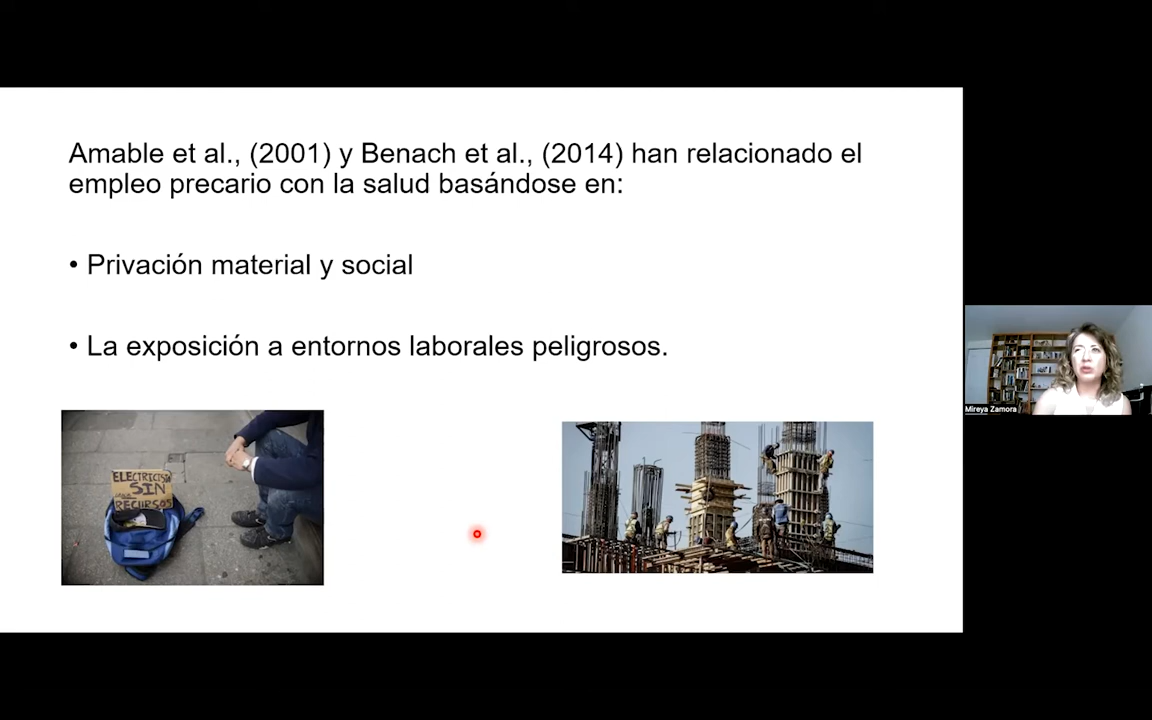 Amable et al., (2001) y Benach et al., (2014) han relacionado el
empleo precario con la salud basándose en:
• Privación material y social
• La exposición a entornos laborales peligrosos.
Mireya Zamora
SIN
RECURSOS